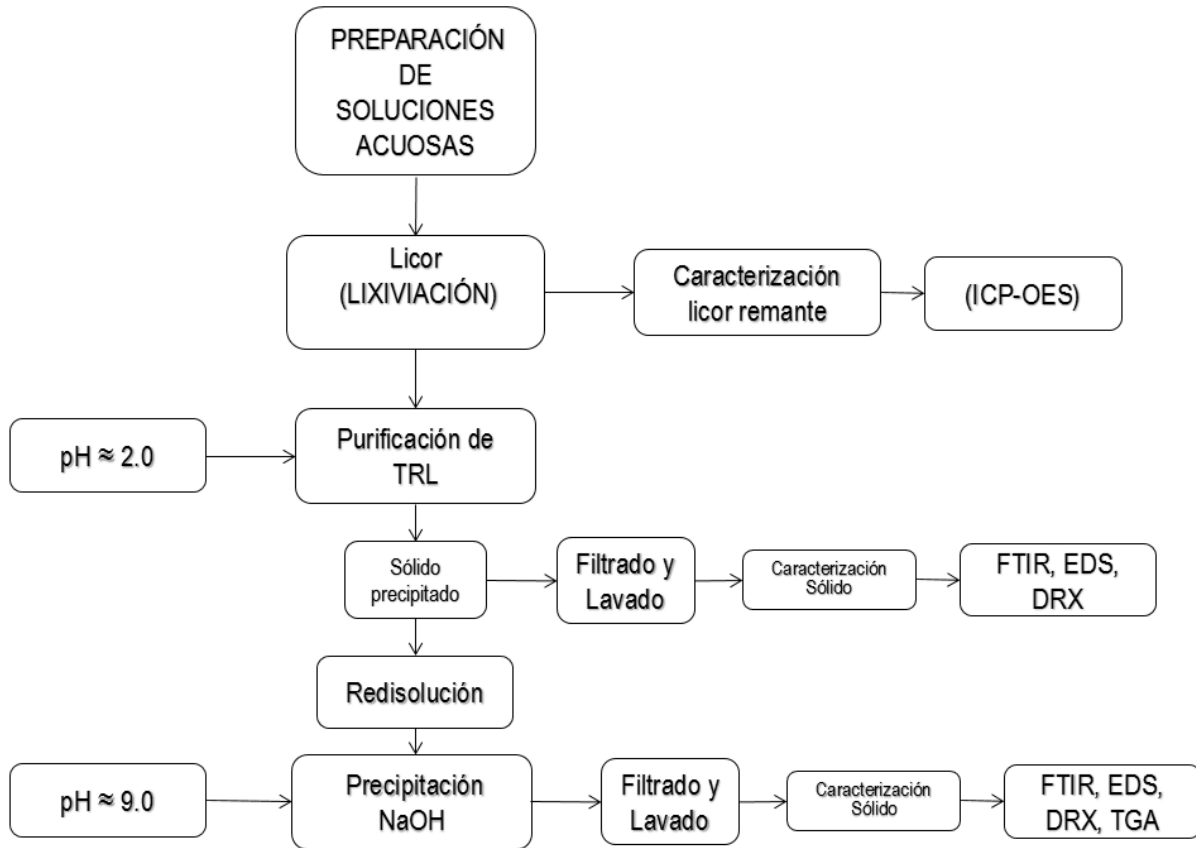 PREPARACIÓN
DE
SOLUCIONES
ACUOSAS
Licor
(LIXIVIACIÓN)
Caracterización
licor remante
(ICP-OES)
pH ≈ 2.0
Purificación de
TRL
Sólido
precipitado
Filtrado y
Lavado
Caracterización
Sólido
FTIR, EDS,
DRX
Redisolución
pH ≈ 9.0
Precipitación
NaOH
Filtrado y
Lavado
Caracterización
Sólido
FTIR, EDS,
DRX, TGA